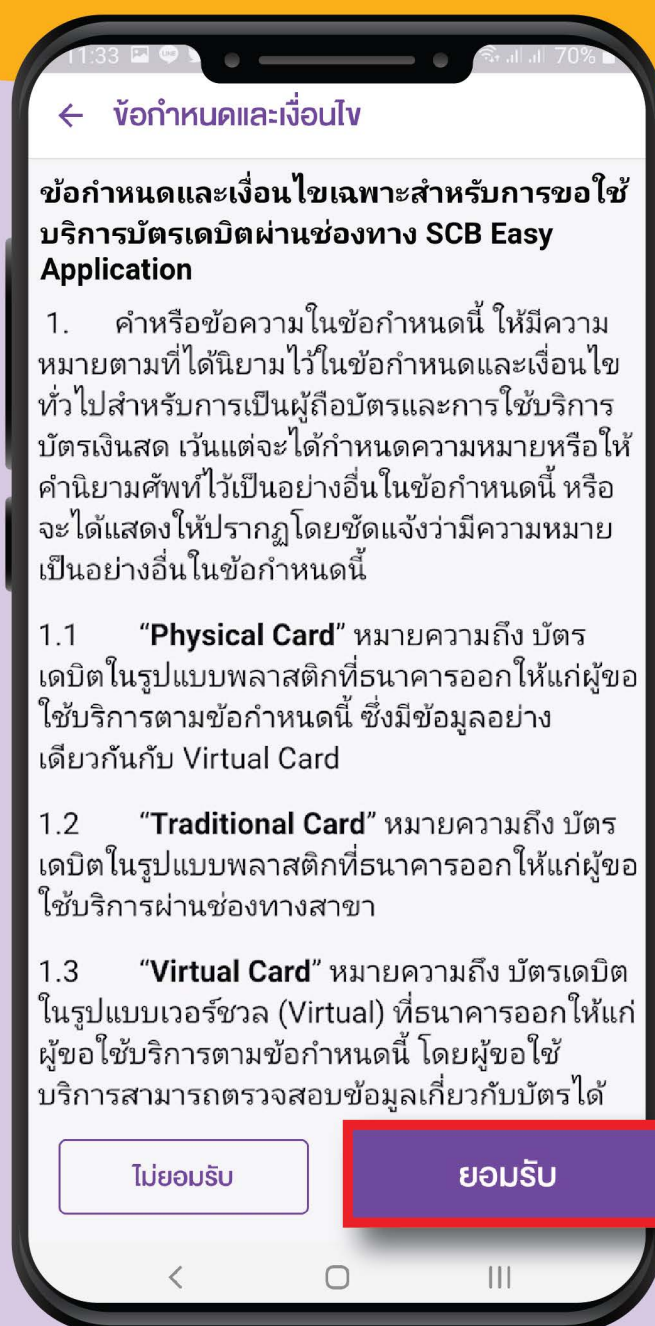 11:33
70%
← ข้อกำหนดและเงื่อนไข
ข้อกำหนดและเงื่อนไขเฉพาะสำหรับการขอใช้
บริการบัตรเดบิตผ่านช่องทาง SCB Easy
Application
1. คำหรือข้อความในข้อกำหนดนี้ ให้มีความ
หมายตามที่ได้นิยามไว้ในข้อกำหนดและเงื่อนไข
ทั่วไปสำหรับการเป็นผู้ถือบัตรและการใช้บริการ
บัตรเงินสด เว้นแต่จะได้กำหนดความหมายหรือให้
คำนิยามศัพท์ไว้เป็นอย่างอื่นในข้อกำหนดนี้ หรือ
จะได้แสดงให้ปรากฏโดยชัดแจ้งว่ามีความหมาย
เป็นอย่างอื่นในข้อกำหนดนี้
1.1 “Physical Card” หมายความถึง บัตร
เดบิตในรูปแบบพลาสติกที่ธนาคารออกให้แก่ผู้ขอ
ใช้บริการตามข้อกำหนดนี้ ซึ่งมีข้อมูลอย่าง
เดียวกันกับ Virtual Card
1.2 “Traditional Card” หมายความถึง บัตร
เดบิตในรูปแบบพลาสติกที่ธนาคารออกให้แก่ผู้ขอ
ใช้บริการผ่านช่องทางสาขา
1.3 “Virtual Card” หมายความถึง บัตรเดบิต
ในรูปแบบเวอร์ชวล (Virtual) ที่ธนาคารออกให้แก่
ผู้ขอใช้บริการตามข้อกำหนดนี้ โดยผู้ขอใช้
บริการสามารถตรวจสอบข้อมูลเกี่ยวกับบัตรได้
ไม่ยอมรับ
ยอมรับ